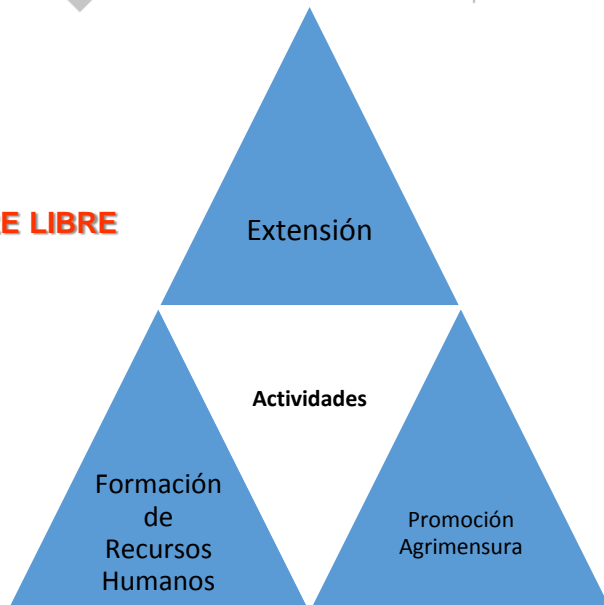 LIBRE
Extensión
Actividades
Formación
de
Recursos
Humanos
Promoción
Agrimensura